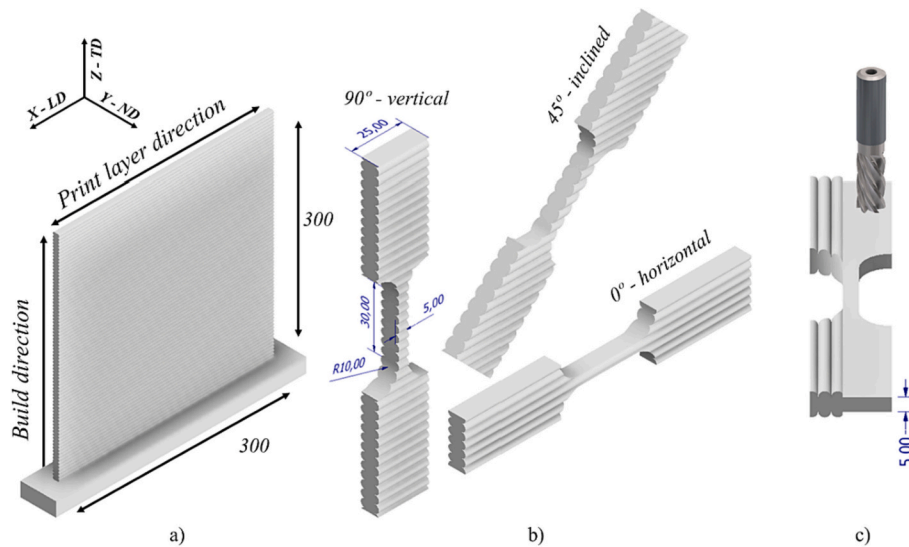 Z - TD
X - LD
Y - ND
Print layer direction
Build direction
300
300
a)
90º - vertical
25,00
30,00
5,00
R10,00
45º - inclined
0º - horizontal
b)
5,00
c)